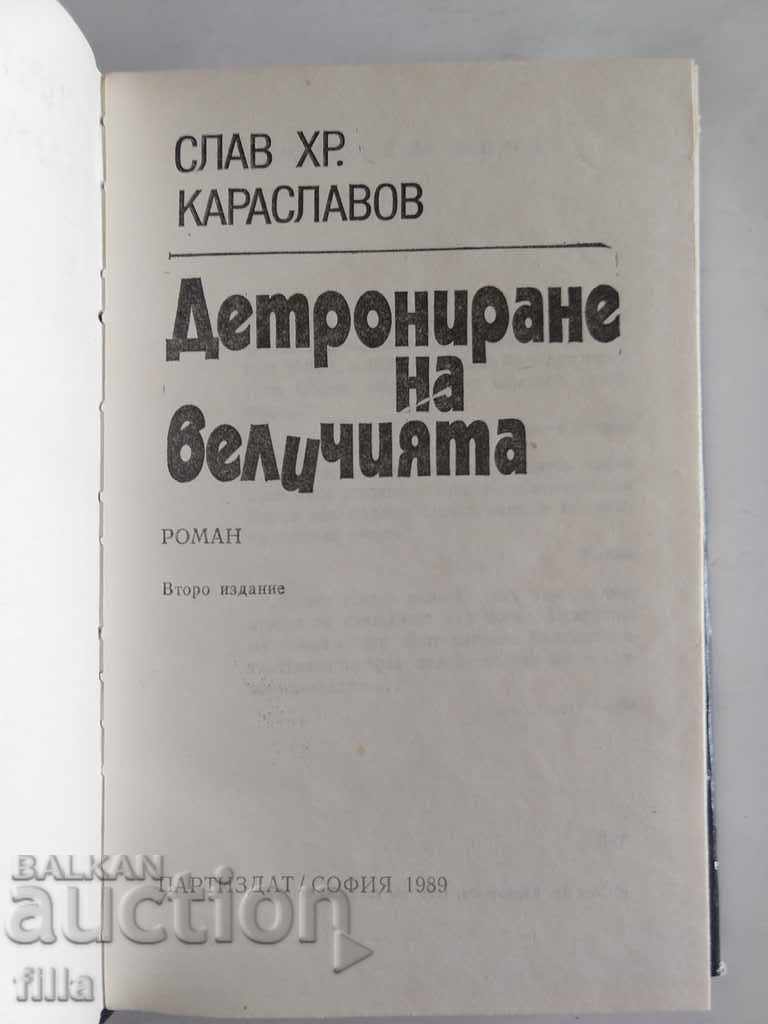 СЛАВ ХР.
КАРАСЛАВОВ
Детрониране
на
величията
РОМАН
Второ издание
ПАРТИЗДАТ / СОФИЯ 1989
BALKAN
auction
filla